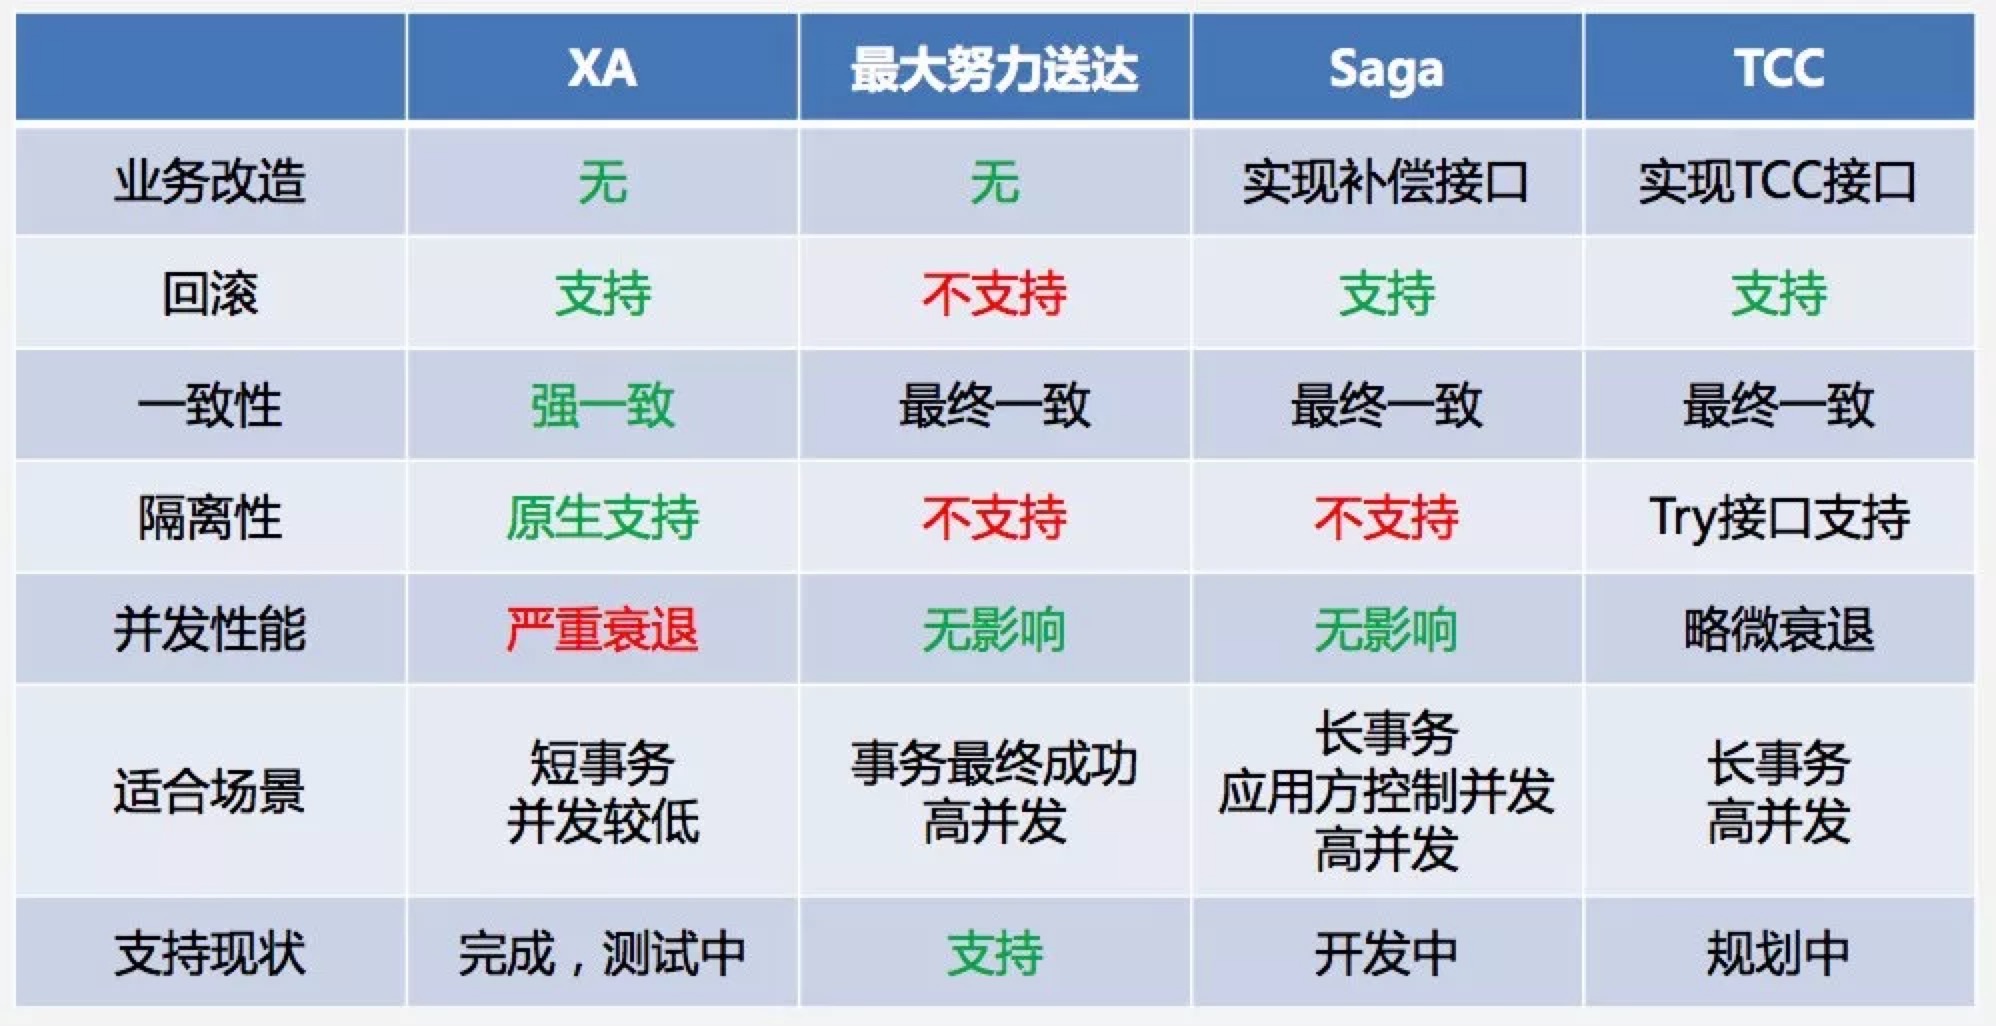 XA 最大努力送达 Saga TCC
业务改造 无 无 实现补偿接口 实现TCC接口
回滚 支持 不支持 支持 支持
一致性 强一致 最终一致 最终一致 最终一致
隔离性 原生支持 不支持 不支持 Try接口支持
并发性能 严重衰退 无影响 无影响 略微衰退
适合场景
短事务
并发较低
事务最终成功
高并发
长事务
应用方控制并发
高并发
长事务
高并发
支持现状 完成，测试中 支持 开发中 规划中